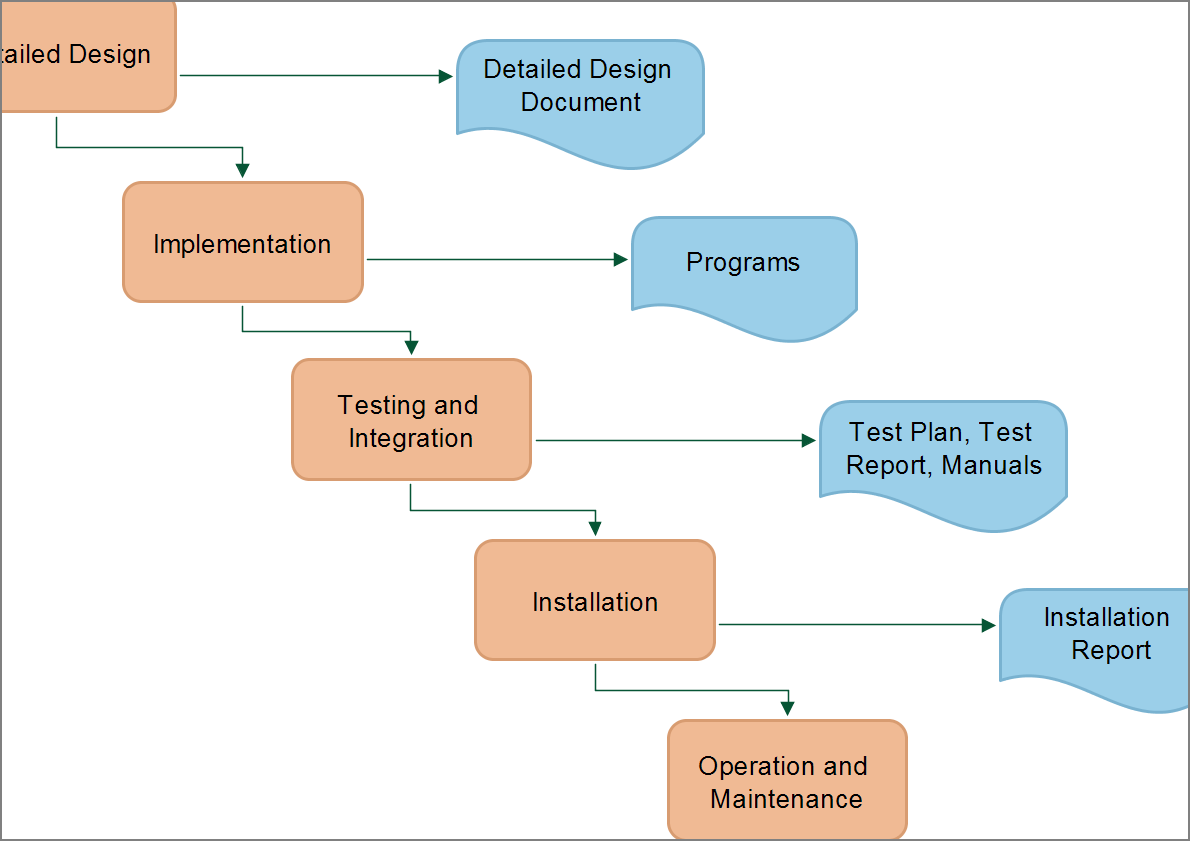 tailed Design
Detailed Design
Document
Implementation
Programs
Testing and
Integration
Test Plan, Test
Report, Manuals
Installation
Installation
Report
Operation and
Maintenance